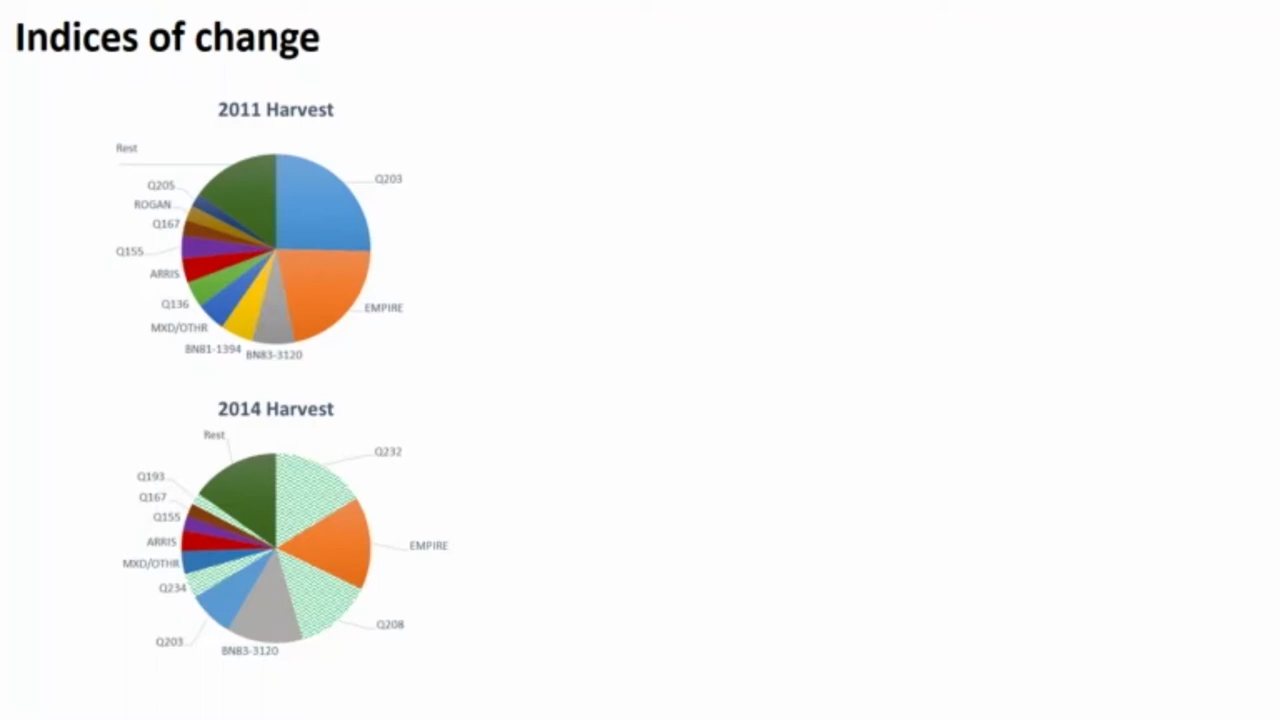 Indices of change
2011 Harvest
Rest
Q203
Q205
ROGAN
Q167
Q155
ARRIS
Q136
EMPIRE
MXD/OTHR
BN81-1394
BN83-3120
2014 Harvest
Rest
Q232
Q193
Q167
Q155
ARRIS
EMPIRE
MXD/OTHR
Q234
Q208
Q203
BN83-3120